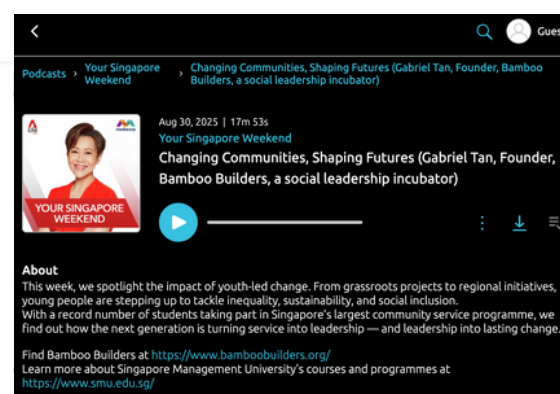 Gues
Podcasts › Your Singapore Weekend › Changing Communities, Shaping Futures (Gabriel Tan, Founder, Bamboo Builders, a social leadership incubator)
Aug 30, 2025 | 17m 53s
Your Singapore Weekend
Changing Communities, Shaping Futures (Gabriel Tan, Founder,
Bamboo Builders, a social leadership incubator)
mediacorp
YOUR SINGAPORE
WEEKEND
About
This week, we spotlight the impact of youth-led change. From grassroots projects to regional initiatives,
young people are stepping up to tackle inequality, sustainability, and social inclusion.
With a record number of students taking part in Singapore's largest community service programme, we
find out how the next generation is turning service into leadership — and leadership into lasting change.
Find Bamboo Builders at https://www.bamboobuilders.org/
Learn more about Singapore Management University's courses and programmes at
https://www.smu.edu.sg/